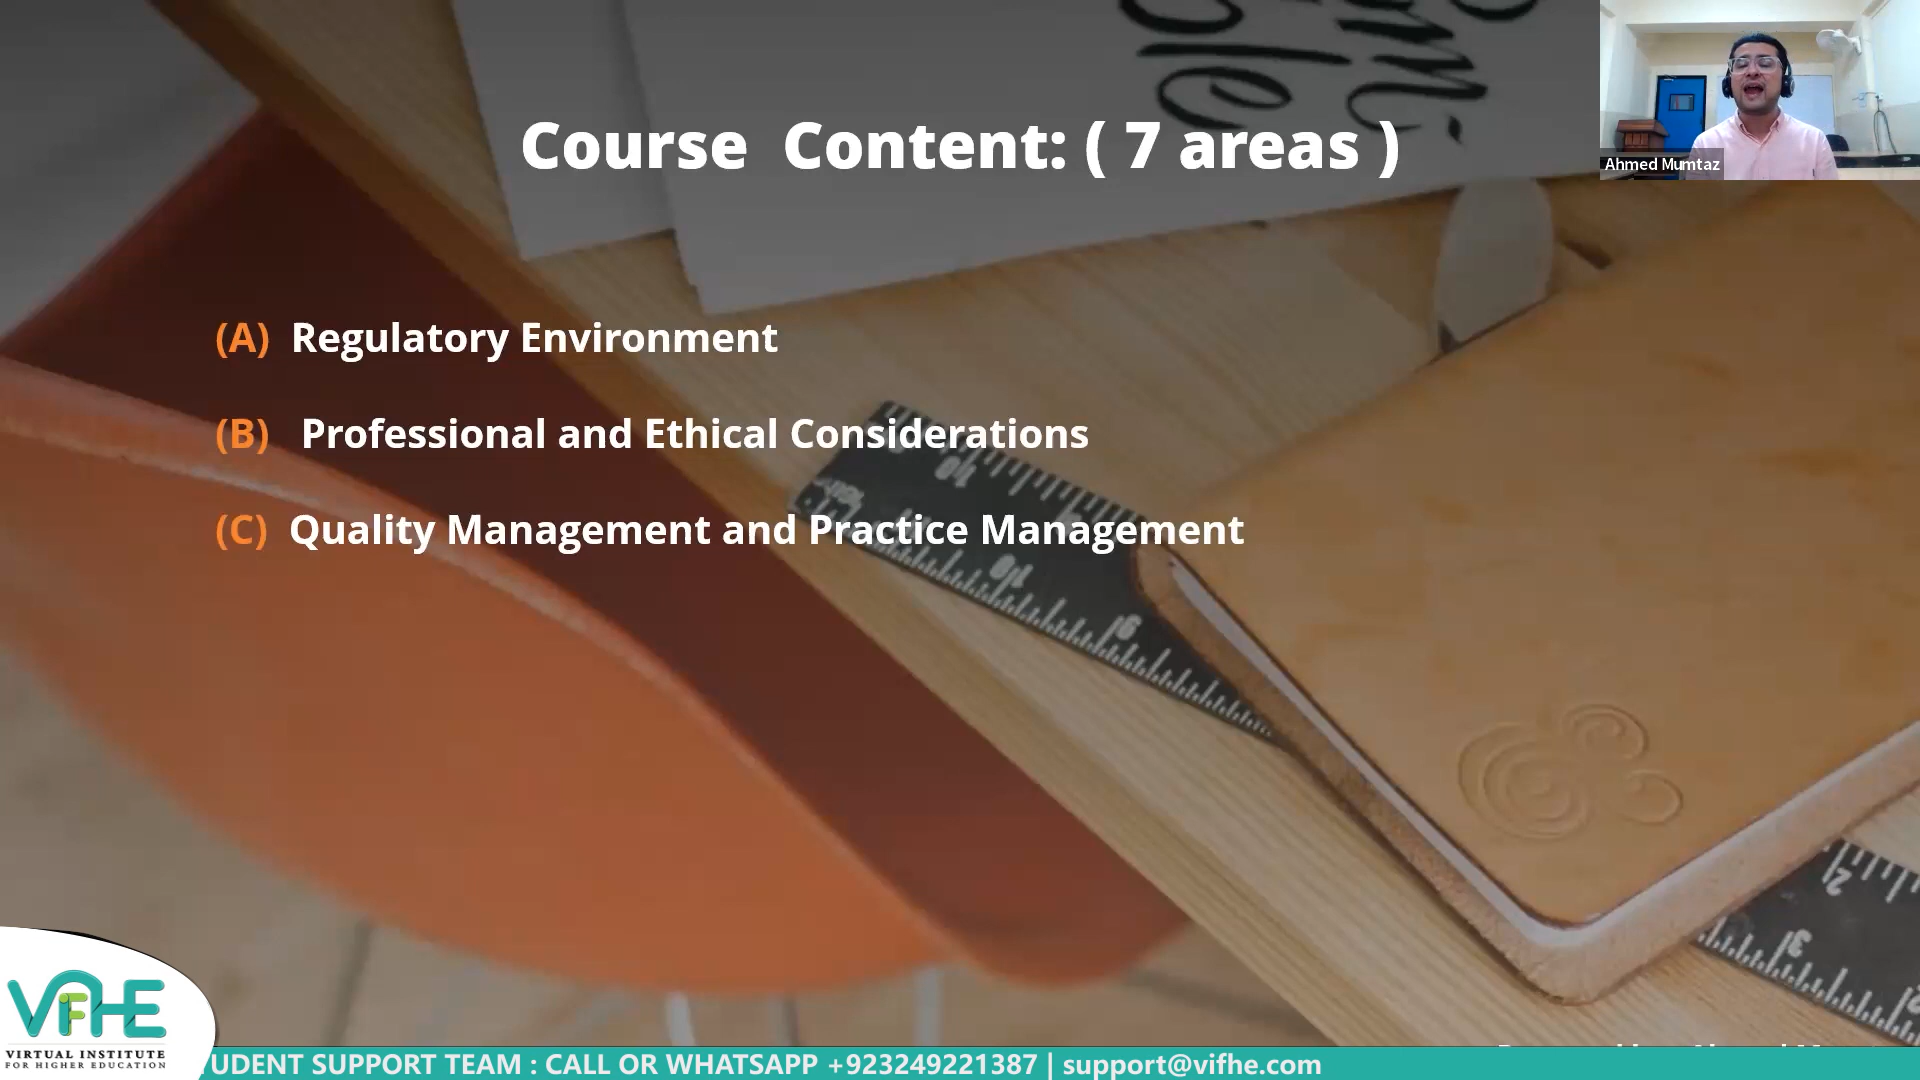 Course Content: ( 7 areas )
Ahmed Mumtaz
(A) Regulatory Environment
(B) Professional and Ethical Considerations
(C) Quality Management and Practice Management
VIFHE
VIRTUAL INSTITUTE
FOR HIGHER EDUCATION
UDENT SUPPORT TEAM : CALL OR WHATSAPP +923249221387 | support@vifhe.com